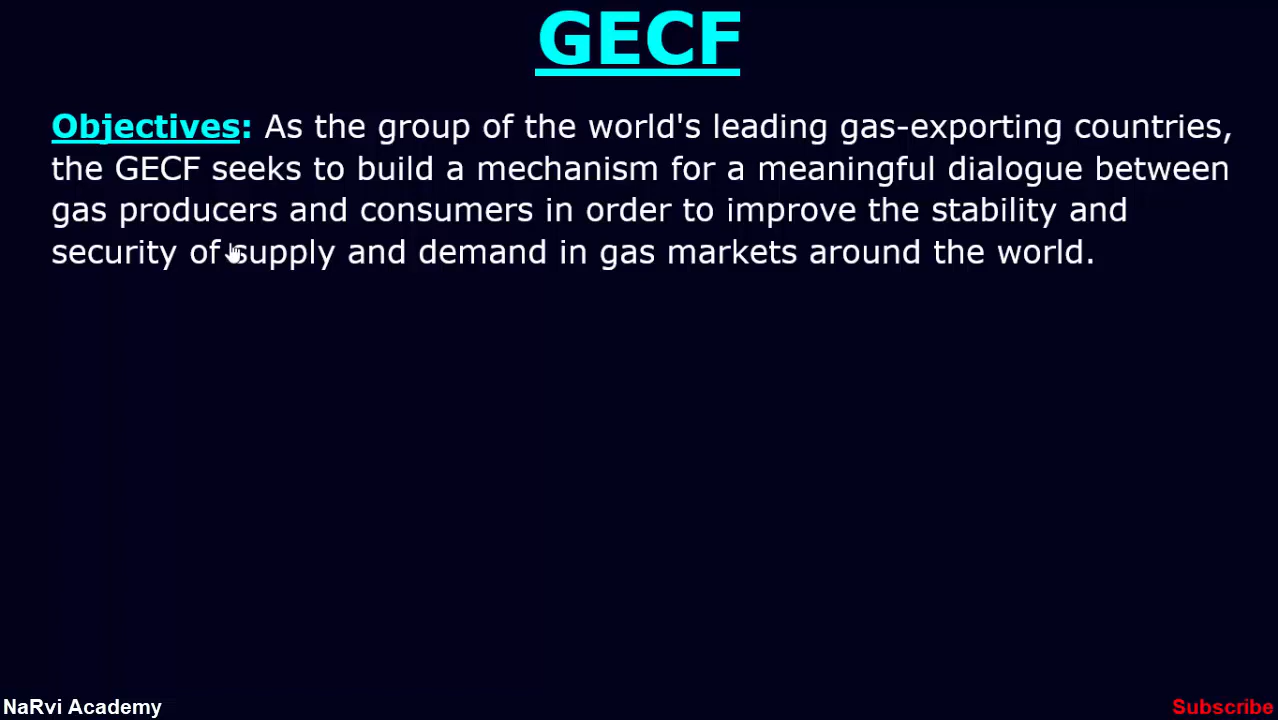 GECF
Objectives: As the group of the world's leading gas-exporting countries,
the GECF seeks to build a mechanism for a meaningful dialogue between
gas producers and consumers in order to improve the stability and
security of supply and demand in gas markets around the world.
NaRvi Academy
Subscribe